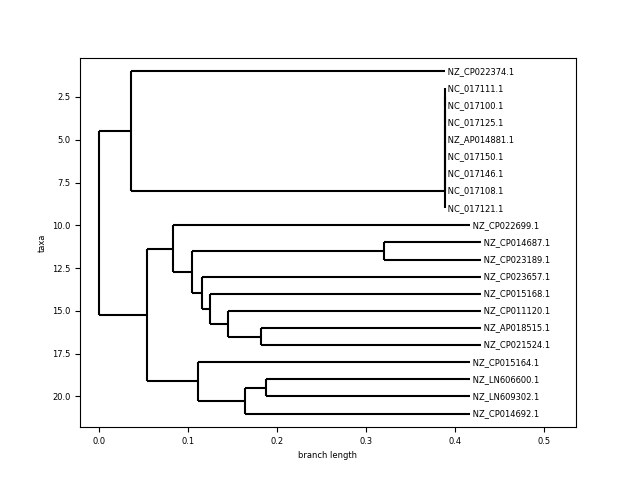 NZ_CP022374.1
NC_017111.1
NC_017100.1
NC_017125.1
NZ_AP014881.1
NC_017150.1
NC_017146.1
NC_017108.1
NC_017121.1
NZ_CP022699.1
NZ_CP014687.1
NZ_CP023189.1
NZ_CP023657.1
NZ_CP015168.1
NZ_CP011120.1
NZ_AP018515.1
NZ_CP021524.1
NZ_CP015164.1
NZ_LN606600.1
NZ_LN609302.1
NZ_CP014692.1
2.5
5.0
7.5
10.0
12.5
15.0
17.5
20.0
taxa
0.0 0.1 0.2 0.3 0.4 0.5
branch length